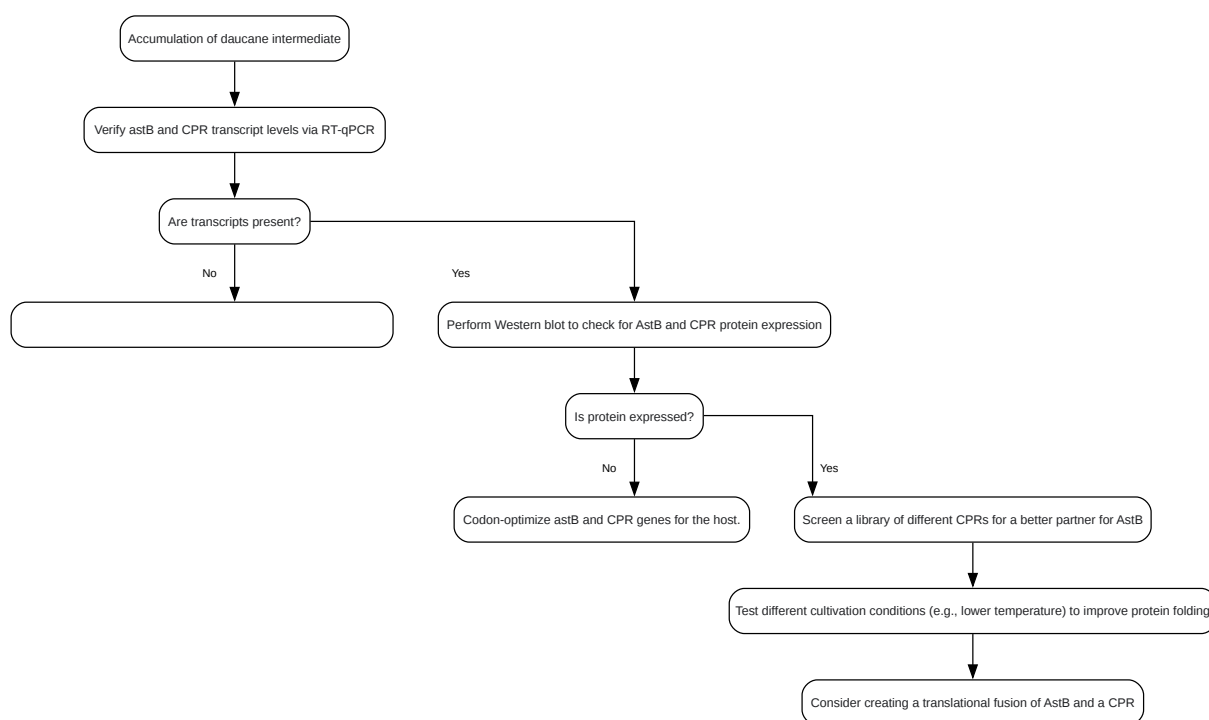 Accumulation of daucane intermediate
Verify astB and CPR transcript levels via RT-qPCR
Are transcripts present?
No
Yes
Perform Western blot to check for AstB and CPR protein expression
Is protein expressed?
No
Yes
Codon-optimize astB and CPR genes for the host.
Screen a library of different CPRs for a better partner for AstB
Test different cultivation conditions (e.g., lower temperature) to improve protein folding
Consider creating a translational fusion of AstB and a CPR